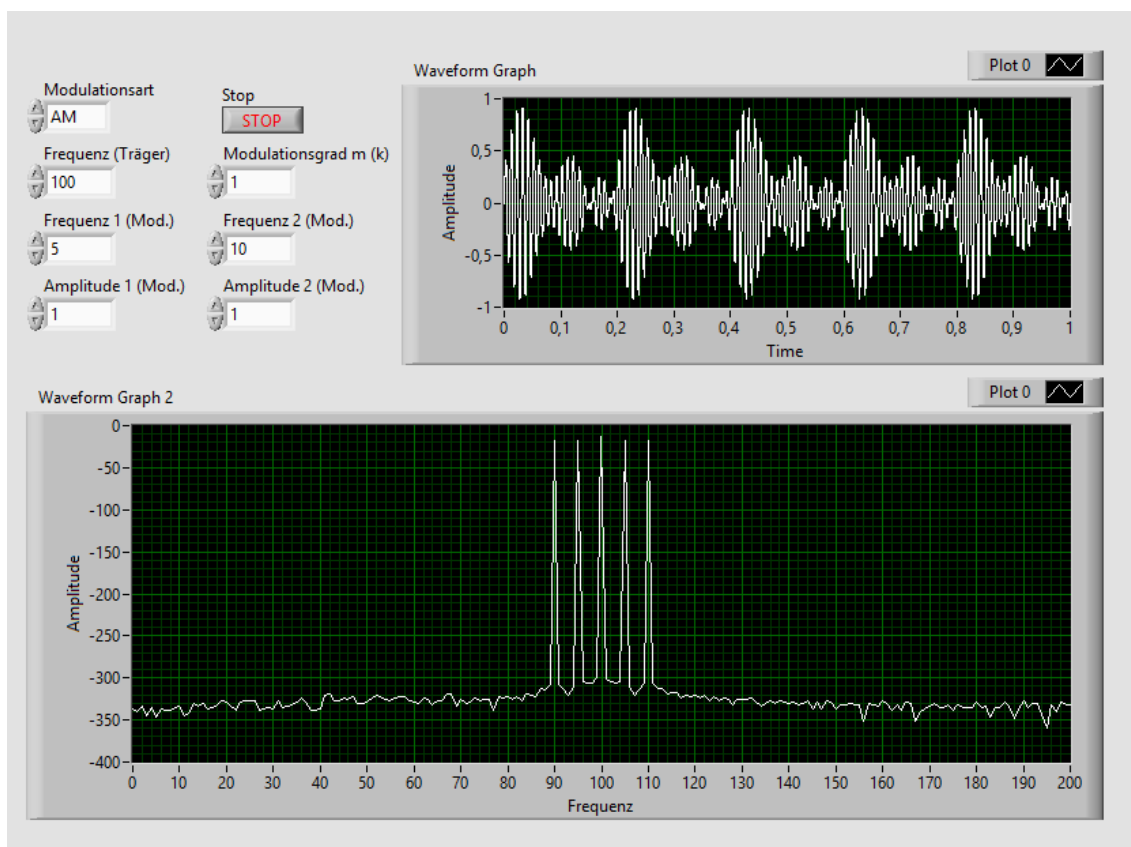 Modulationsart
AM
Stop
STOP
Frequenz (Träger)
100
Modulationsgrad m (k)
1
Frequenz 1 (Mod.)
5
Frequenz 2 (Mod.)
10
Amplitude 1 (Mod.)
1
Amplitude 2 (Mod.)
1
Waveform Graph
Plot 0
Amplitude
1
0,5
0
-0,5
-1
0 0,1 0,2 0,3 0,4 0,5 0,6 0,7 0,8 0,9 1
Time
Waveform Graph 2
Plot 0
Amplitude
0
-50
-100
-150
-200
-250
-300
-350
-400
0 10 20 30 40 50 60 70 80 90 100 110 120 130 140 150 160 170 180 190 200
Frequenz